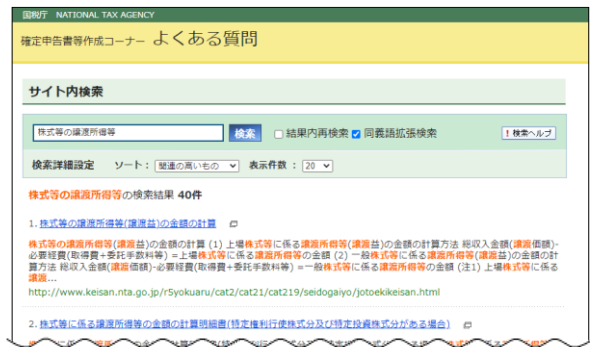 国税庁 NATIONAL TAX AGENCY
確定申告書等作成コーナー よくある質問
サイト内検索
株式等の譲渡所得等 検索 結果内再検索 同義語拡張検索 ! 検索ヘルプ
検索詳細設定 ソート： 関連の高いもの 表示件数 ： 20
株式等の譲渡所得等の検索結果 40件
1. 株式等の譲渡所得等(譲渡益)の金額の計算
株式等の譲渡所得等(譲渡益)の金額の計算 (1) 上場株式等に係る譲渡所得等(譲渡益)の金額の計算方法 総収入金額(譲渡価額)-
必要経費(取得費+委託手数料等) =上場株式等に係る譲渡所得等の金額 (2) 一般株式等に係る譲渡所得等(譲渡益)の金額の計
算方法 総収入金額(譲渡価額)-必要経費(取得費+委託手数料等) =一般株式等に係る譲渡所得等の金額 (注1) 上場株式等に係る
譲渡...
http://www.keisan.nta.go.jp/r5yokuaru/cat2/cat21/cat219/seidogaiyo/jotoekikeisan.html
2. 株式等に係る譲渡所得等の金額の計算明細書(特定権利行使株式分及び特定投資株式分がある場合)